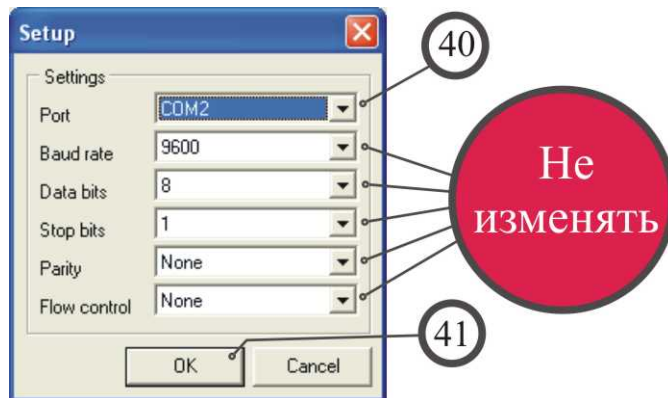 Setup
40
Settings
Port COM2
Baud rate 9600
Data bits 8
Stop bits 1
Parity None
Flow control None
Не
изменять
41
OK Cancel